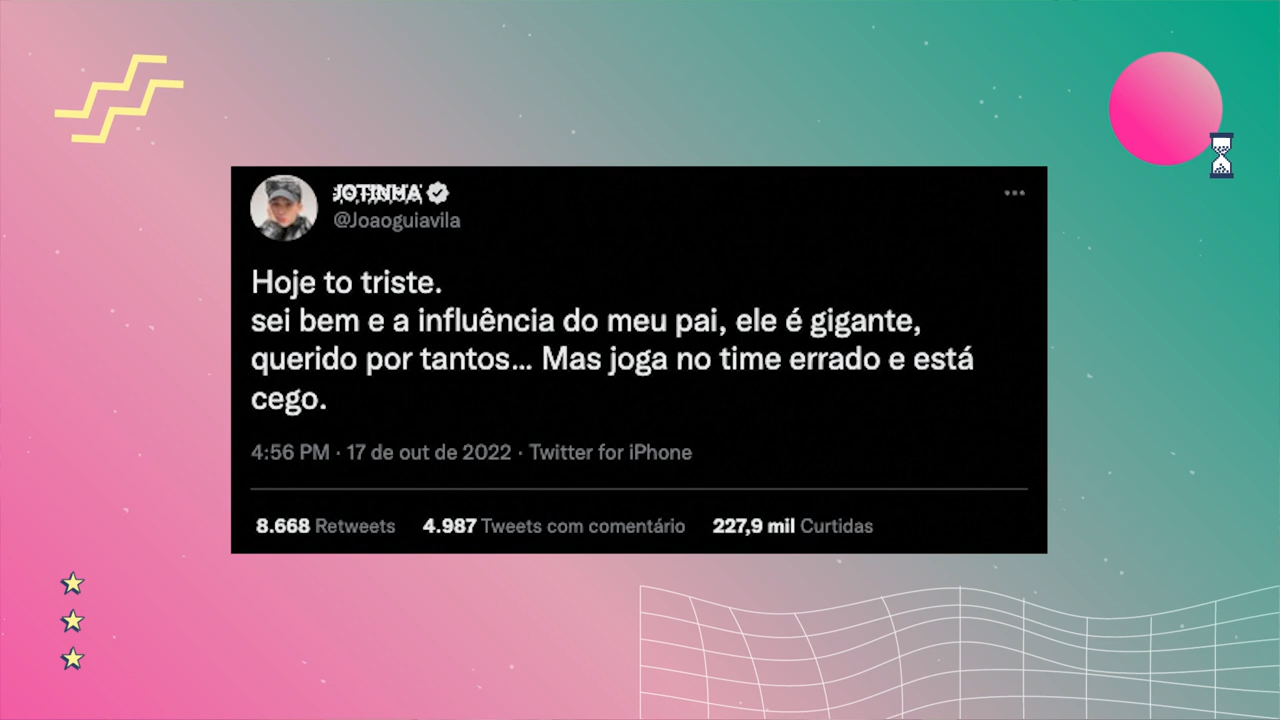 JOTINHA
@Joaoguiavila
Hoje to triste.
sei bem e a influência do meu pai, ele é gigante,
querido por tantos... Mas joga no time errado e está
cego.
4:56 PM · 17 de out de 2022 · Twitter for iPhone
8.668 Retweets 4.987 Tweets com comentário 227,9 mil Curtidas